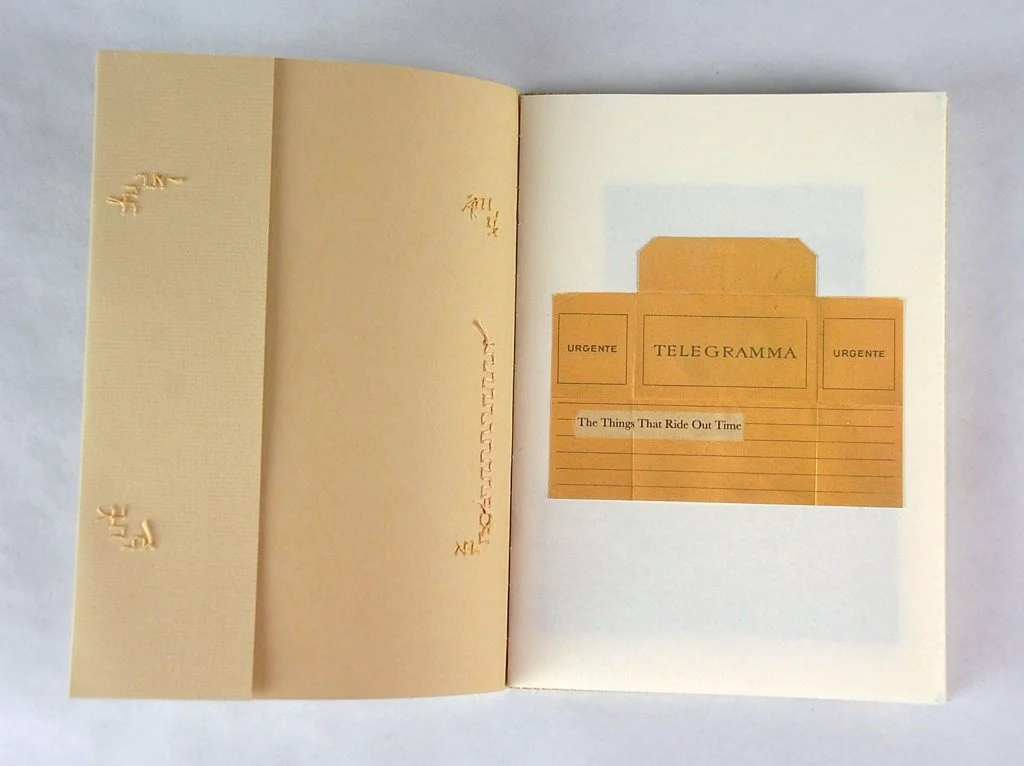 URGENTE TELEGRAMMA URGENTE
The Things That Ride Out Time